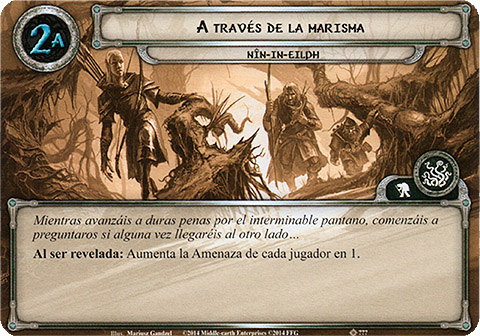 A TRAVÉS DE LA MARISMA
2A
NÎN-IN-EILPH
Mientras avanzáis a duras penas por el interminable pantano, comenzáis a
preguntaros si alguna vez llegaréis al otro lado…
Al ser revelada: Aumenta la Amenaza de cada jugador en 1.
Illus. Mariusz Gandzel ©2014 Middle-earth Enterprises ©2014 FFG ???